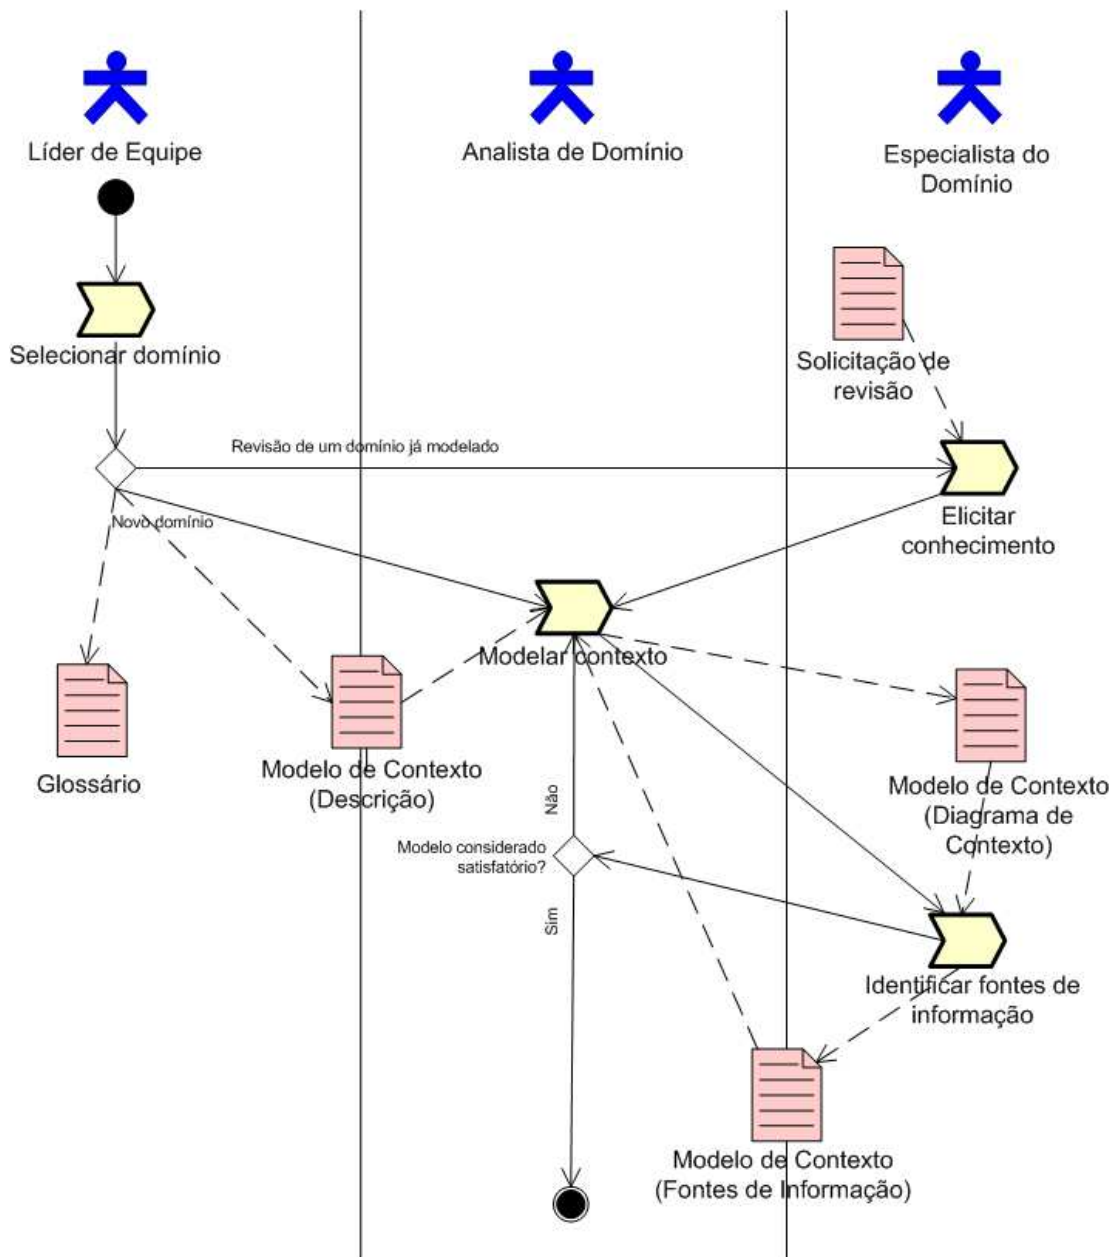 Líder de Equipe
Analista de Domínio
Especialista do
Domínio
Selecionar domínio
Solicitação de
revisão
Revisão de um domínio já modelado
Novo domínio
Elicitar
conhecimento
Modelar contexto
Glossário
Modelo de Contexto
(Descrição)
Modelo de Contexto
(Diagrama de
Contexto)
Não
Modelo considerado
satisfatório?
Sim
Identificar fontes de
informação
Modelo de Contexto
(Fontes de Informação)